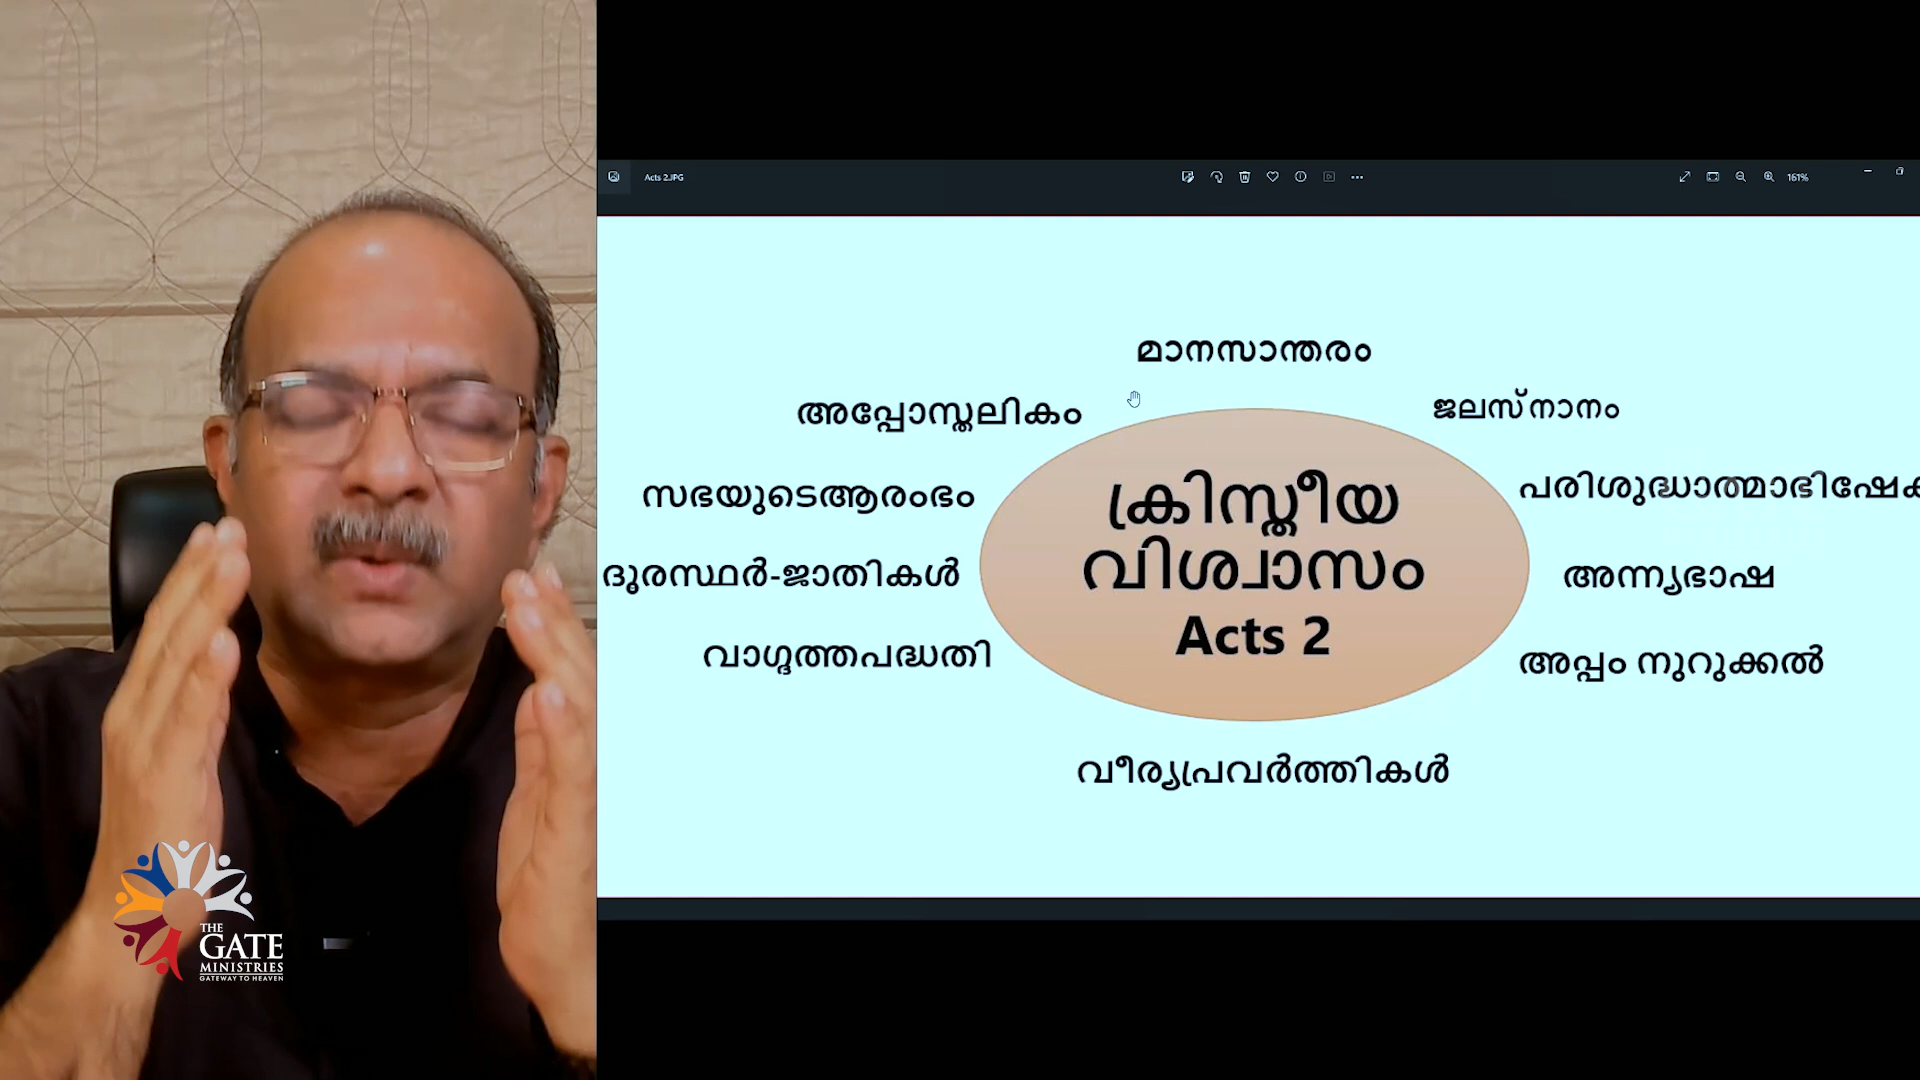 Acts 2.JPG
161%
മാനസാന്തരം
അപ്പോസ്തലികം
ജലസ്നാനം
സഭയുടെആരംഭം
ക്രിസ്തീയ
വിശ്വാസം
Acts 2
പരിശുദ്ധാത്മാഭിഷേക
ദൂരസ്ഥർ-ജാതികൾ
അന്ന്യഭാഷ
വാഗ്ദത്തപദ്ധതി
അപ്പം നുറുക്കൽ
വീര്യപ്രവർത്തികൾ
THE
GATE
MINISTRIES
GATEWAY TO HEAVEN